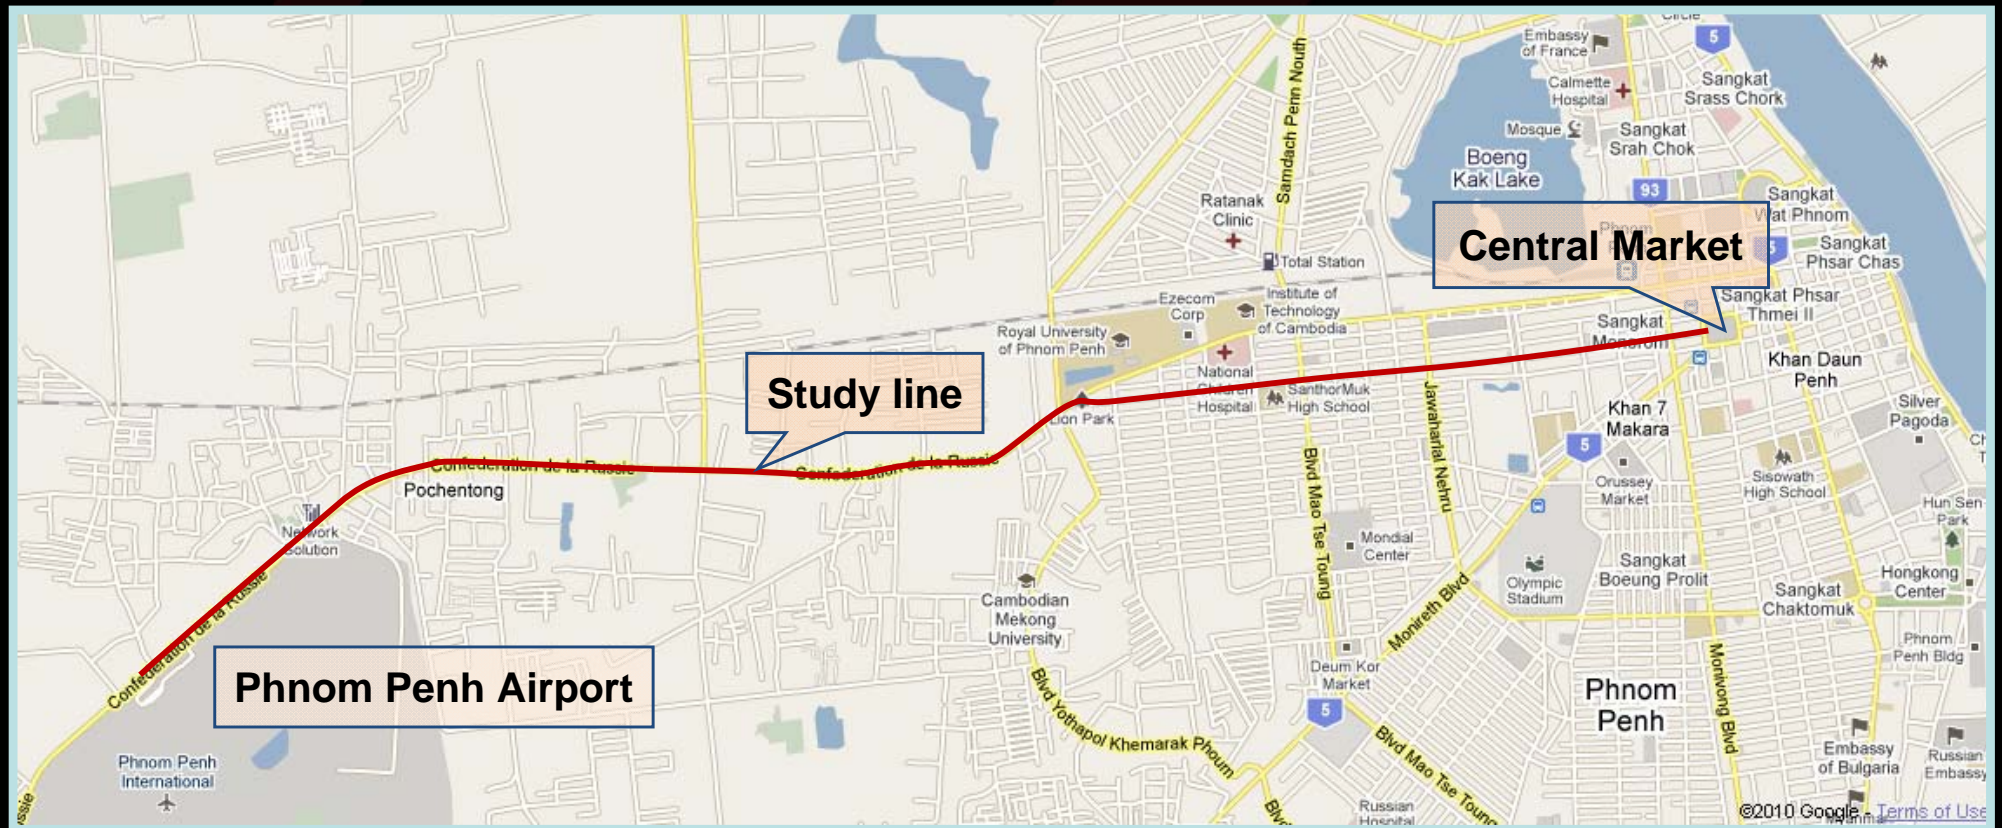 Embassy
of France
5
Calmette
Hospital
Sangkat
Srass Chork
Mosque
Sangkat
Srah Chok
Boeng
Kak Lake
93
Samdach Penn Nouth
Ratanak
Clinic
Sangkat
Wat Phnom
Central Market
5
Sangkat
Phsar Chas
Total Station
Ezecom
Corp
Institute of
Technology
of Cambodia
Sangkat Phsar
Thmei II
Royal University
of Phnom Penh
Sangkat
Monorom
Study line
National
Children
Hospital
SanthorMuk
High School
Khan Daun
Penh
Lion Park
Jawaharlal Nehru
Khan 7
Makara
Silver
Pagoda
5
Confederation de la Russie
Confederation de la Russie
Pochentong
Blvd Mao Tse Toung
Orussey
Market
Sisowath
High School
Hun Sen
Park
Network
Solution
Mondial
Center
Confederation de la Russie
Cambodian
Mekong
University
Olympic
Stadium
Sangkat
Boeung Prolit
Sangkat
Chaktomuk
Hongkong
Center
Monireth Blvd
Phnom
Penh Bldg
Phnom Penh Airport
Deum Kor
Market
Phnom
Penh
Monivong Blvd
5
Blvd Yothapol Khemarak Phoum
Blvd Mao Tse Toung
Embassy
of Bulgaria
Russian
Embassy
Phnom Penh
International
Russian
Hospital
Blvd
©2010 Google - Terms of Use